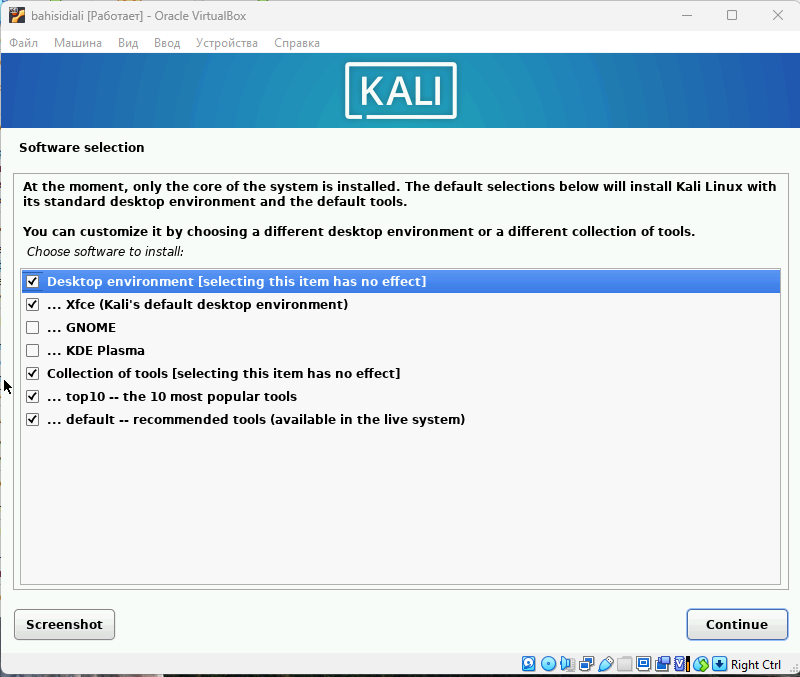 bahisidiali [Работает] - Oracle VirtualBox
Файл Машина Вид Ввод Устройства Справка
KALI
Software selection
At the moment, only the core of the system is installed. The default selections below will install Kali Linux with
its standard desktop environment and the default tools.
You can customize it by choosing a different desktop environment or a different collection of tools.
Choose software to install:
Desktop environment [selecting this item has no effect]
... Xfce (Kali's default desktop environment)
... GNOME
... KDE Plasma
Collection of tools [selecting this item has no effect]
... top10 -- the 10 most popular tools
... default -- recommended tools (available in the live system)
Screenshot Continue
Right Ctrl